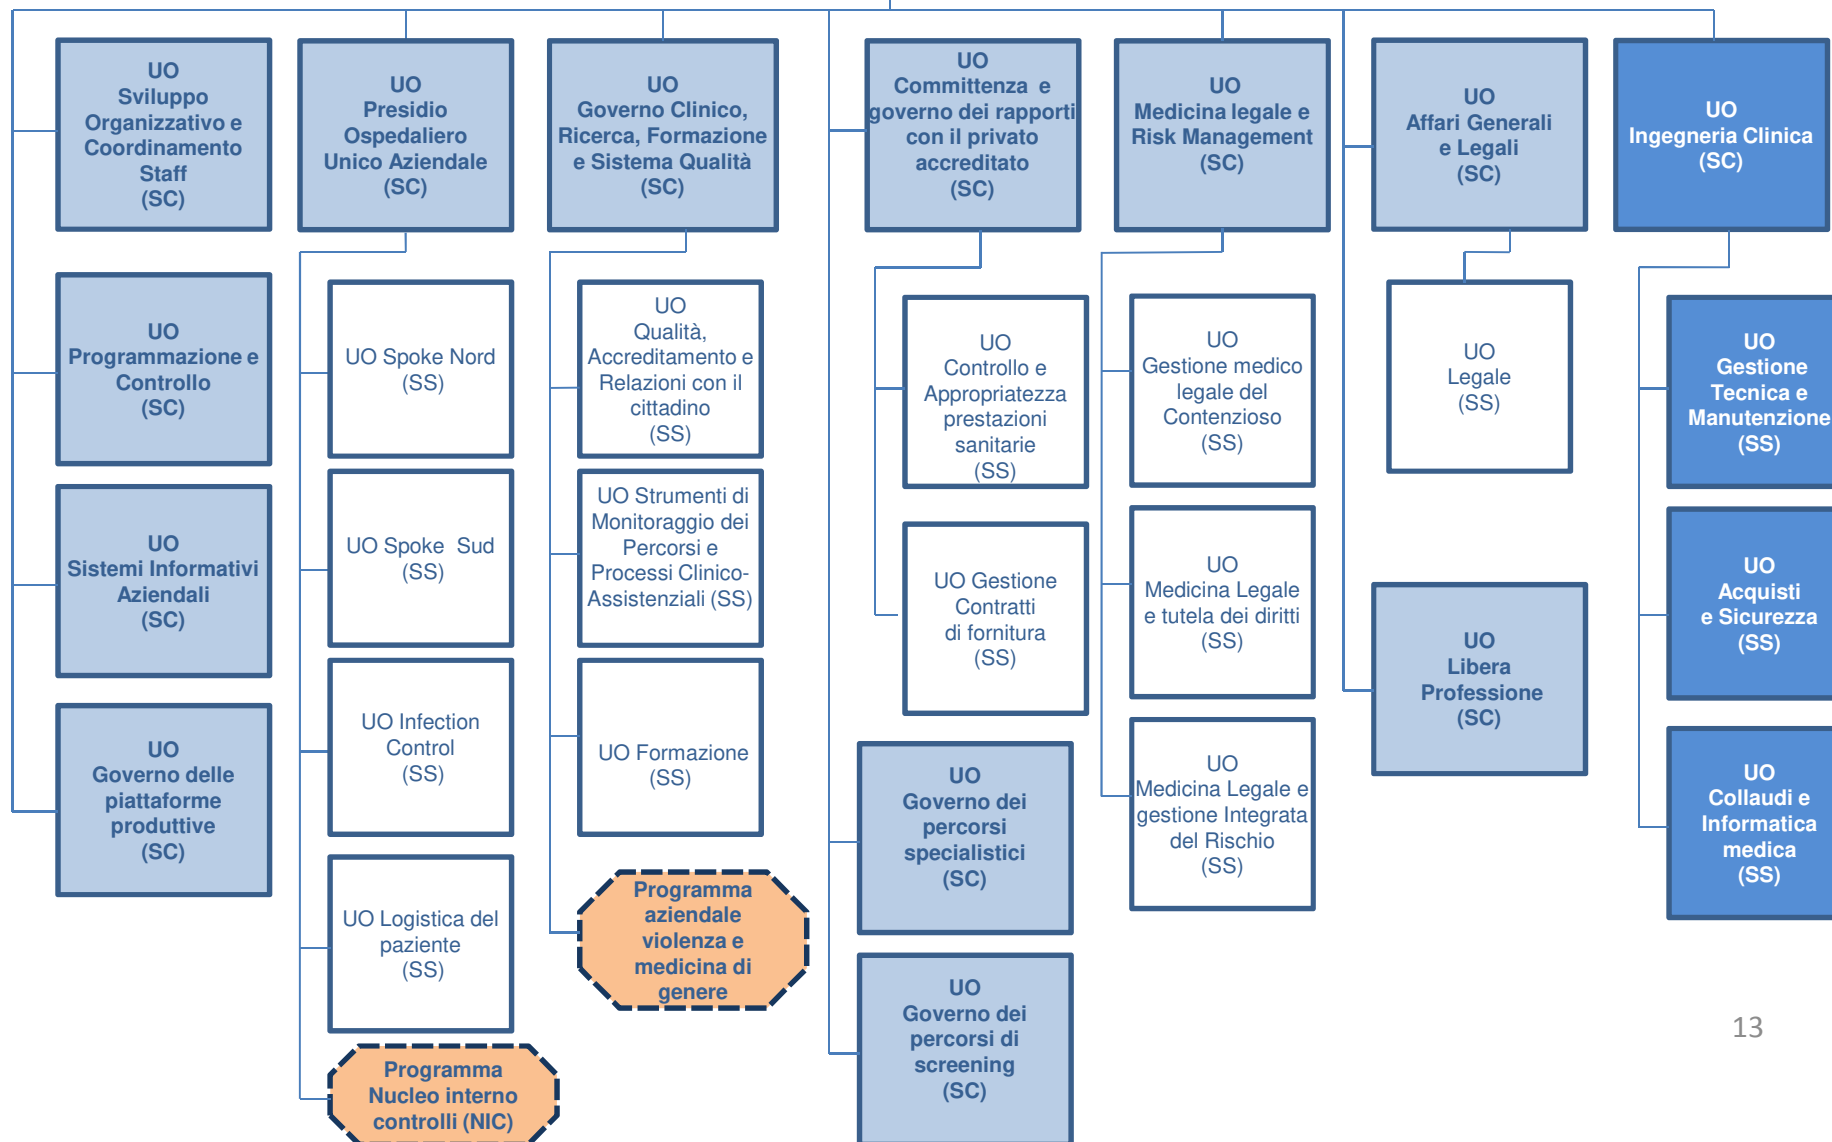 UO
Sviluppo
Organizzativo e
Coordinamento
Staff
(SC)
UO
Presidio
Ospedaliero
Unico Aziendale
(SC)
UO
Governo Clinico,
Ricerca, Formazione
e Sistema Qualità
(SC)
UO
Committenza e
governo dei rapporti
con il privato
accreditato
(SC)
UO
Medicina legale e
Risk Management
(SC)
UO
Affari Generali
e Legali
(SC)
UO
Ingegneria Clinica
(SC)
UO
Programmazione e
Controllo
(SC)
UO
Sistemi Informativi
Aziendali
(SC)
UO
Governo delle
piattaforme
produttive
(SC)
UO Spoke Nord
(SS)
UO Spoke Sud
(SS)
UO Infection
Control
(SS)
UO Logistica del
paziente
(SS)
Programma
Nucleo interno
controlli (NIC)
UO
Qualità,
Accreditamento e
Relazioni con il
cittadino
(SS)
UO Strumenti di
Monitoraggio dei
Percorsi e
Processi Clinico-
Assistenziali (SS)
UO Formazione
(SS)
Programma
aziendale
violenza e
medicina di
genere
UO
Controllo e
Appropriatezza
prestazioni
sanitarie
(SS)
UO Gestione
Contratti
di fornitura
(SS)
UO
Governo dei
percorsi
specialistici
(SC)
UO
Governo dei
percorsi di
screening
(SC)
UO
Gestione medico
legale del
Contenzioso
(SS)
UO
Medicina Legale
e tutela dei diritti
(SS)
UO
Medicina Legale e
gestione Integrata
del Rischio
(SS)
UO
Legale
(SS)
UO
Libera
Professione
(SC)
UO
Gestione
Tecnica e
Manutenzione
(SS)
UO
Acquisti
e Sicurezza
(SS)
UO
Collaudi e
Informatica
medica
(SS)
13